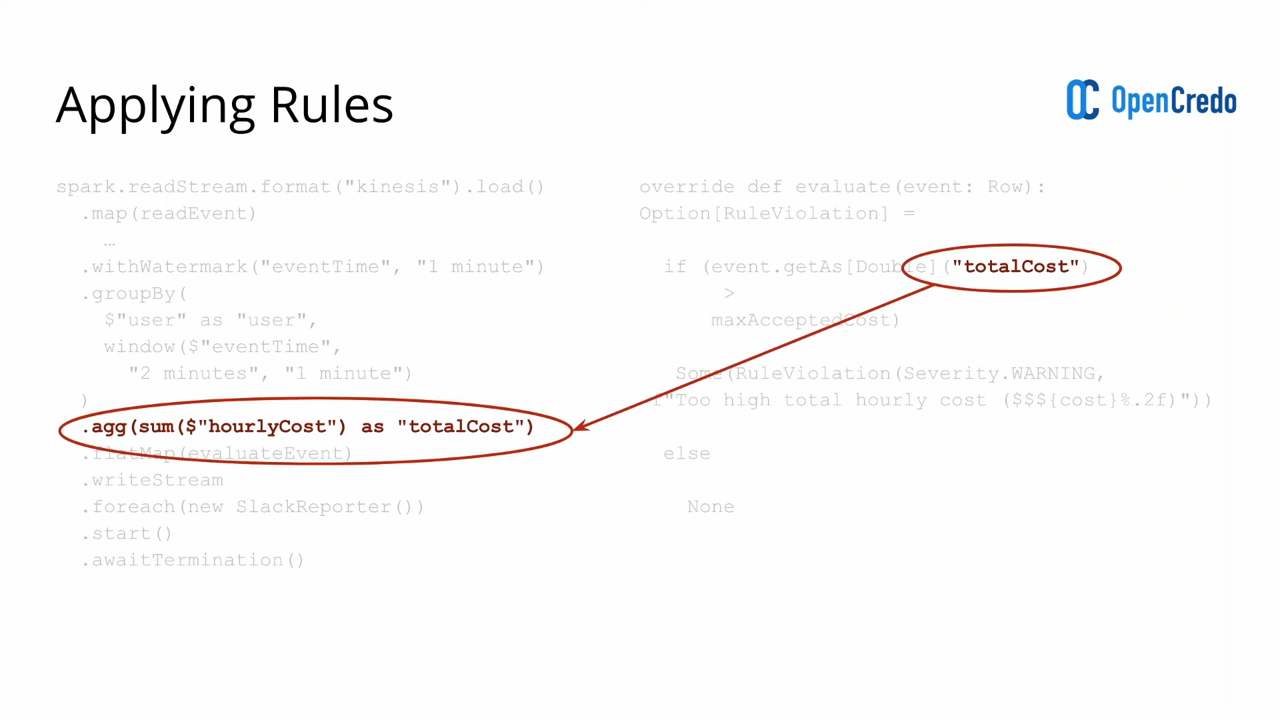 Applying Rules
OpenCredo
spark.readStream.format("kinesis").load()
.map(readEvent)
…
.withWatermark("eventTime", "1 minute")
.groupBy(
$"user" as "user",
window($"eventTime",
"2 minutes", "1 minute")
)
.agg(sum($"hourlyCost") as "totalCost")
.flatMap(evaluateEvent)
.writeStream
.foreach(new SlackReporter())
.start()
.awaitTermination()
override def evaluate(event: Row):
Option[RuleViolation] =
if (event.getAs[Double]("totalCost")
>
maxAcceptedCost)
Some(RuleViolation(Severity.WARNING,
f"Too high total hourly cost ($$${cost}%.2f)"))
else
None